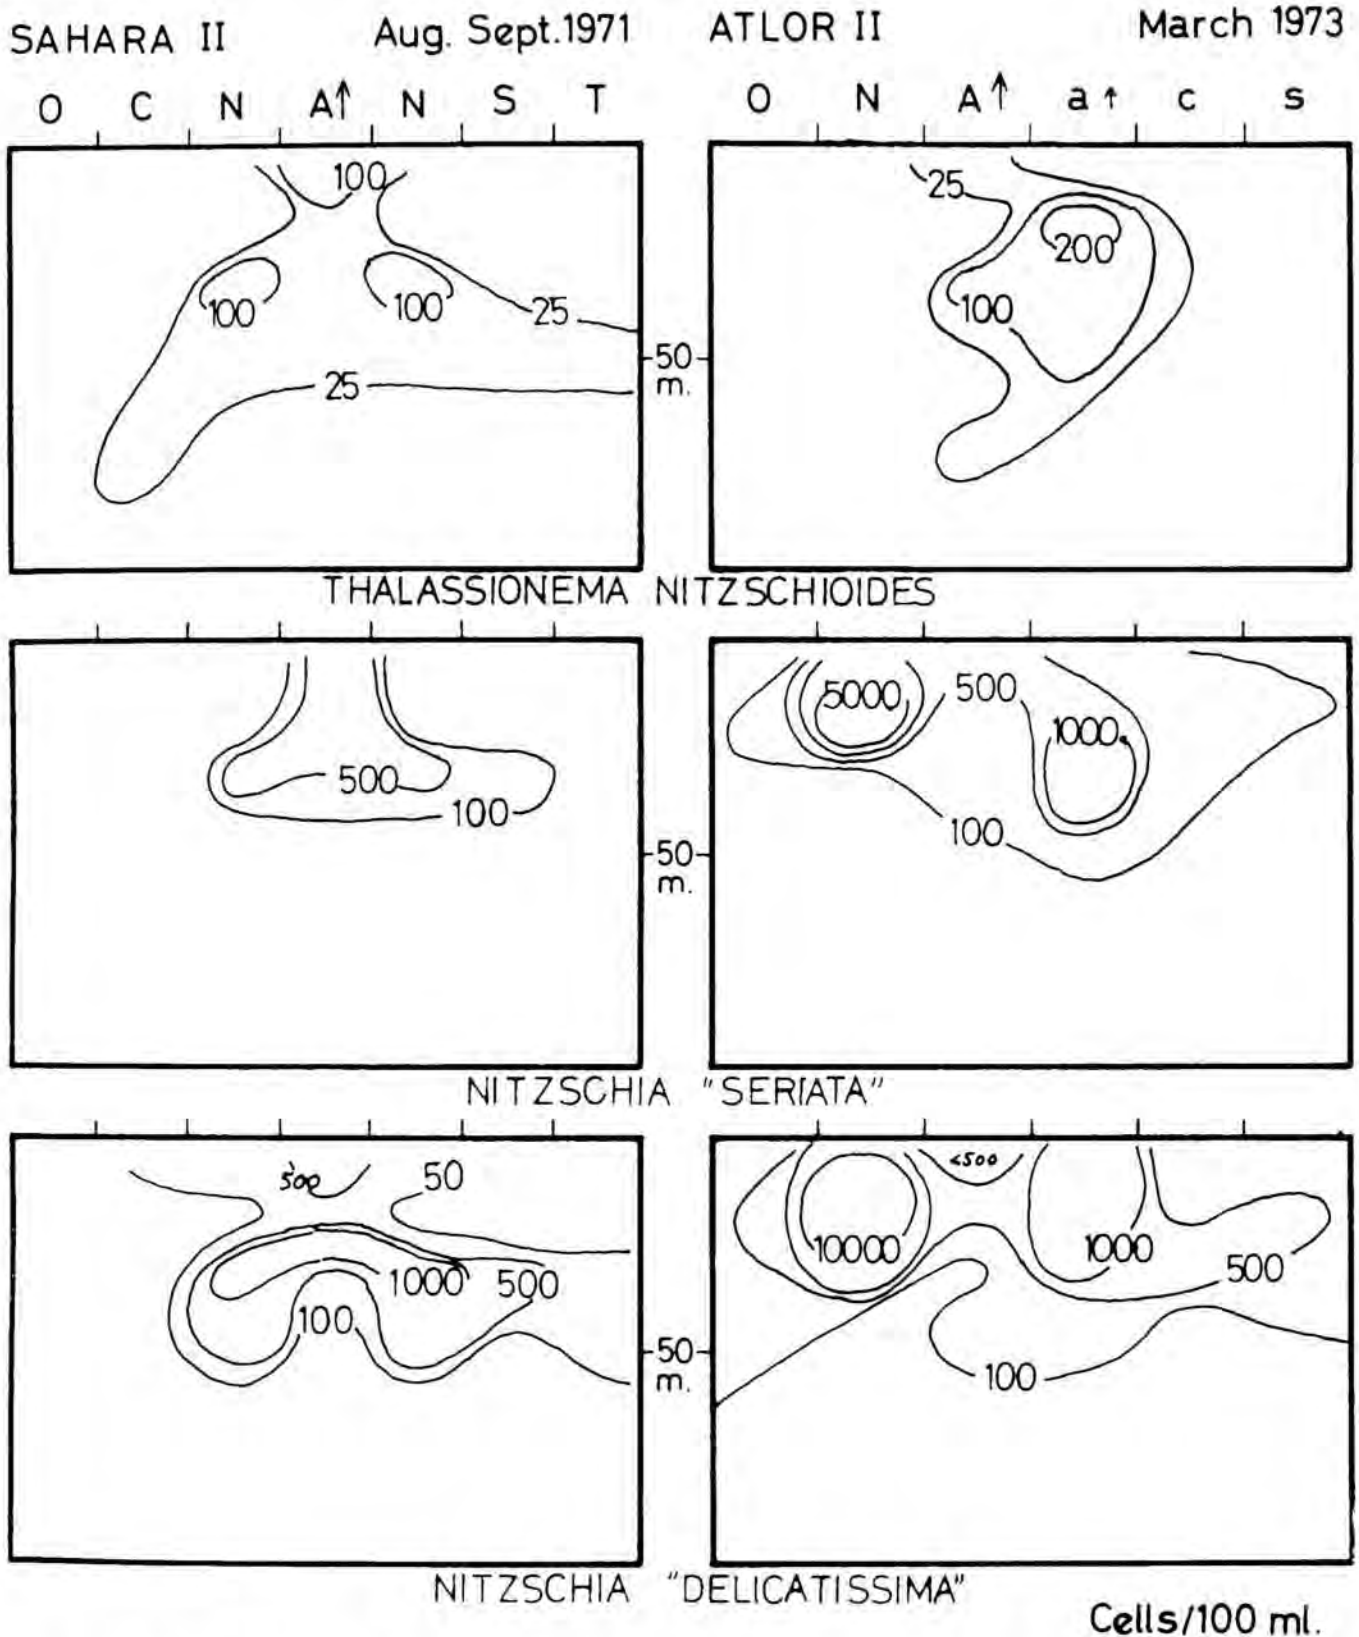 SAHARA II Aug. Sept.1971 ATLOR II March 1973
O C N A↑ N S T O N A↑ a↑ c s
100 25
100 100 25 100 200
25
50
m.
THALASSIONEMA NITZSCHIOIDES
5000 500 1000
500 100 100
50
m.
NITZSCHIA "SERIATA"
500 50 <500
1000 500 10000 1000 500
100 100
50
m.
NITZSCHIA "DELICATISSIMA"
Cells/100 ml.